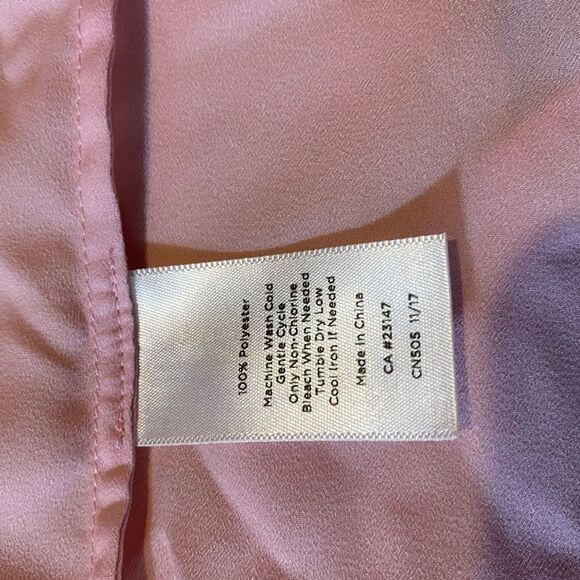 100% Polyester
Machine Wash Cold
Gentle Cycle
Only Non-Chlorine
Bleach When Needed
Tumble Dry Low
Cool Iron If Needed
Made In China
CA #23147
CN505 11/17